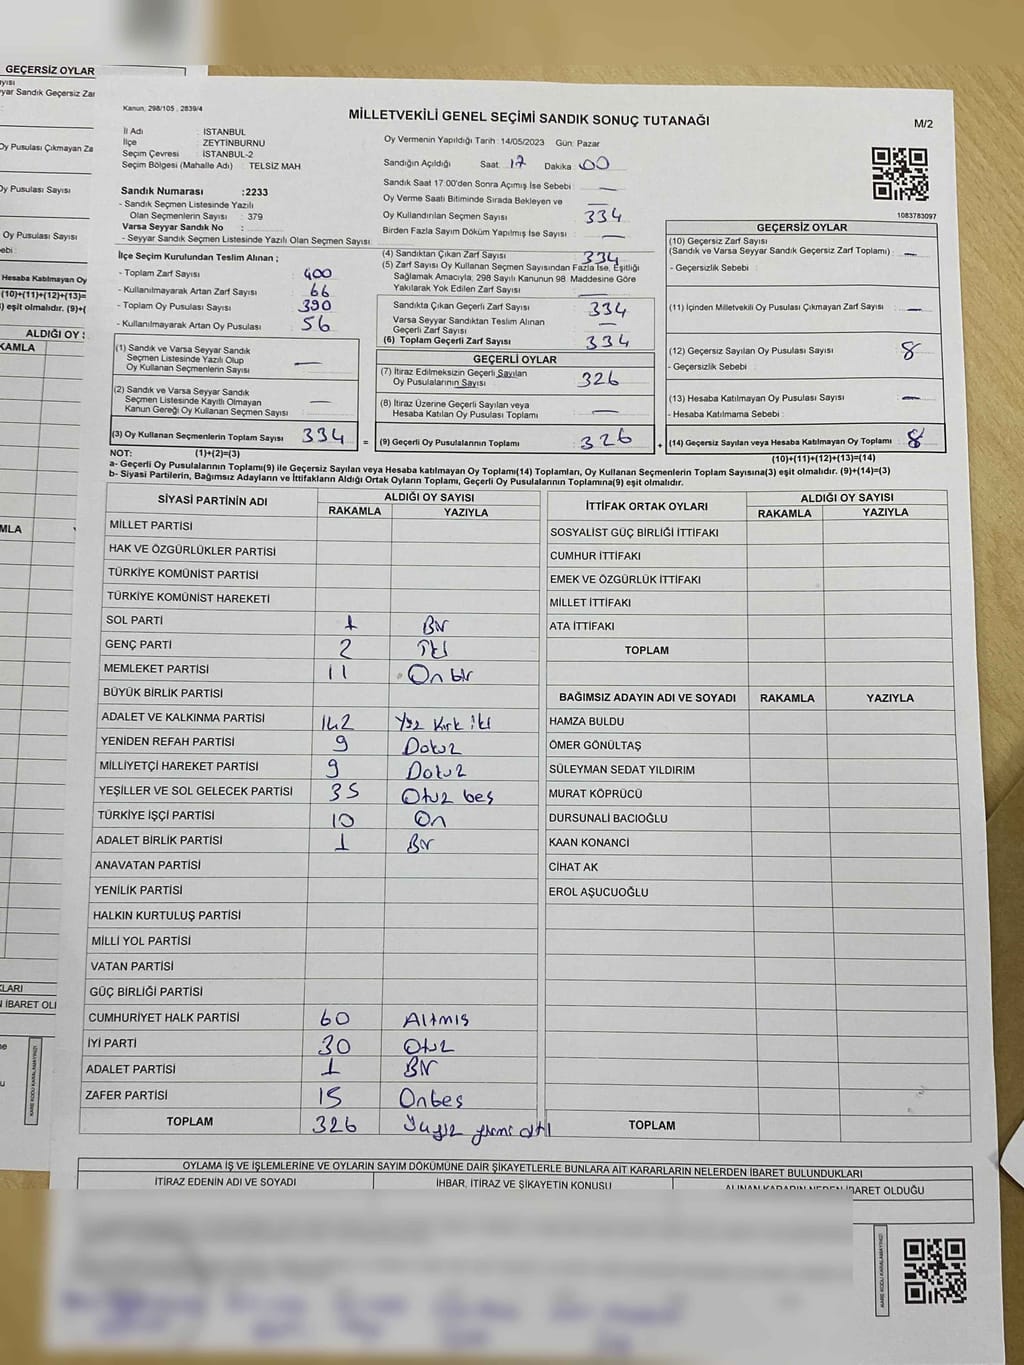 GEÇERSİZ OYLAR
yısı
yyar Sandık Geçersiz Zar
Oy Pusulası Çıkmayan Za
Oy Pusulası Sayısı
Oy Pusulası Sayısı
ebi :
Hesaba Katılmayan Oy
(10)+(11)+(12)+(13)=
) eşit olmalıdır. (9)+(
ALDIĞI OY S
KAMLA
MLA
LARI
N İBARET OLI
KARE KODU KARALAMAYINIZ!
Kanun, 298/105 , 2839/4
MİLLETVEKİLİ GENEL SEÇİMİ SANDIK SONUÇ TUTANAĞI
M/2
İl Adı : İSTANBUL
İlçe : ZEYTİNBURNU
Seçim Çevresi : İSTANBUL-2
Seçim Bölgesi (Mahalle Adı) : TELSİZ MAH
Oy Vermenin Yapıldığı Tarih : 14/05/2023 Gün: Pazar
Sandığın Açıldığı Saat: 17 Dakika 00
Sandık Saat 17:00'den Sonra Açımış İse Sebebi : —
Oy Verme Saati Bitiminde Sırada Bekleyen ve —
Oy Kullandırılan Seçmen Sayısı 334
Birden Fazla Sayım Döküm Yapılmış İse Sayısı : —
1083783097
Sandık Numarası :2233
- Sandık Seçmen Listesinde Yazılı
Olan Seçmenlerin Sayısı : 379
Varsa Seyyar Sandık No :
- Seyyar Sandık Seçmen Listesinde Yazılı Olan Seçmen Sayısı :
İlçe Seçim Kurulundan Teslim Alınan ;
- Toplam Zarf Sayısı : 400
- Kullanılmayarak Artan Zarf Sayısı : 66
- Toplam Oy Pusulası Sayısı : 390
- Kullanılmayarak Artan Oy Pusulası : 56
(1) Sandık ve Varsa Seyyar Sandık
Seçmen Listesinde Yazılı Olup
Oy Kullanan Seçmenlerin Sayısı : —
(2) Sandık ve Varsa Seyyar Sandık
Seçmen Listesinde Kayıtlı Olmayan
Kanun Gereği Oy Kullanan Seçmen Sayısı : —
(3) Oy Kullanan Seçmenlerin Toplam Sayısı 334
(4) Sandıktan Çıkan Zarf Sayısı : 334
(5) Zarf Sayısı Oy Kullanan Seçmen Sayısından Fazla İse, Eşitliği
Sağlamak Amacıyla; 298 Sayılı Kanunun 98. Maddesine Göre
Yakılarak Yok Edilen Zarf Sayısı : —
Sandıkta Çıkan Geçerli Zarf Sayısı : 334
Varsa Seyyar Sandıktan Teslim Alınan
Geçerli Zarf Sayısı : —
(6) Toplam Geçerli Zarf Sayısı : 334
GEÇERLİ OYLAR
(7) İtiraz Edilmeksizin Geçerli Sayılan
Oy Pusulalarının Sayısı : 326
(8) İtiraz Üzerine Geçerli Sayılan veya
Hesaba Katılan Oy Pusulası Toplamı : —
= (9) Geçerli Oy Pusulalarının Toplamı : 326
GEÇERSİZ OYLAR
(10) Geçersiz Zarf Sayısı
(Sandık ve Varsa Seyyar Sandık Geçersiz Zarf Toplamı) : —
- Geçersizlik Sebebi :
(11) İçinden Milletvekili Oy Pusulası Çıkmayan Zarf Sayısı : —
(12) Geçersiz Sayılan Oy Pusulası Sayısı : 8
- Geçersizlik Sebebi :
(13) Hesaba Katılmayan Oy Pusulası Sayısı : —
- Hesaba Katılmama Sebebi :
+ (14) Geçersiz Sayılan veya Hesaba Katılmayan Oy Toplamı : 8
NOT: (1)+(2)=(3)
(10)+(11)+(12)+(13)=(14)
a- Geçerli Oy Pusulalarının Toplamı(9) ile Geçersiz Sayılan veya Hesaba katılmayan Oy Toplamı(14) Toplamları, Oy Kullanan Seçmenlerin Toplam Sayısına(3) eşit olmalıdır. (9)+(14)=(3)
b- Siyasi Partilerin, Bağımsız Adayların ve İttifakların Aldığı Ortak Oyların Toplamı, Geçerli Oy Pusulalarının Toplamına(9) eşit olmalıdır.
SİYASİ PARTİNİN ADI ALDIĞI OY SAYISI
RAKAMLA YAZIYLA
MİLLET PARTİSİ
HAK VE ÖZGÜRLÜKLER PARTİSİ
TÜRKİYE KOMÜNİST PARTİSİ
TÜRKİYE KOMÜNİST HAREKETİ
SOL PARTİ 1 Bir
GENÇ PARTİ 2 İki
MEMLEKET PARTİSİ 11 On bir
BÜYÜK BİRLİK PARTİSİ
ADALET VE KALKINMA PARTİSİ 142 Yüz Kırk iki
YENİDEN REFAH PARTİSİ 9 Dokuz
MİLLİYETÇİ HAREKET PARTİSİ 9 Dokuz
YEŞİLLER VE SOL GELECEK PARTİSİ 35 Otuz beş
TÜRKİYE İŞÇİ PARTİSİ 10 On
ADALET BİRLİK PARTİSİ 1 Bir
ANAVATAN PARTİSİ
YENİLİK PARTİSİ
HALKIN KURTULUŞ PARTİSİ
MİLLİ YOL PARTİSİ
VATAN PARTİSİ
GÜÇ BİRLİĞİ PARTİSİ
CUMHURİYET HALK PARTİSİ 60 Altmış
İYİ PARTİ 30 Otuz
ADALET PARTİSİ 1 Bir
ZAFER PARTİSİ 15 Onbeş
TOPLAM 326 yirmi altı
İTTİFAK ORTAK OYLARI ALDIĞI OY SAYISI
RAKAMLA YAZIYLA
SOSYALİST GÜÇ BİRLİĞİ İTTİFAKI
CUMHUR İTTİFAKI
EMEK VE ÖZGÜRLÜK İTTİFAKI
MİLLET İTTİFAKI
ATA İTTİFAKI
TOPLAM
BAĞIMSIZ ADAYIN ADI VE SOYADI RAKAMLA YAZIYLA
HAMZA BULDU
ÖMER GÖNÜLTAŞ
SÜLEYMAN SEDAT YILDIRIM
MURAT KÖPRÜCÜ
DURSUNALİ BACIOĞLU
KAAN KONANCİ
CİHAT AK
EROL AŞUCUOĞLU
TOPLAM
OYLAMA İŞ VE İŞLEMLERİNE VE OYLARIN SAYIM DÖKÜMÜNE DAİR ŞİKAYETLERLE BUNLARA AİT KARARLARIN NELERDEN İBARET BULUNDUKLARI
İTİRAZ EDENİN ADI VE SOYADI İHBAR, İTİRAZ VE ŞİKAYETİN KONUSU ALINAN KARARIN NEDEN İBARET OLDUĞU
KARE KODU KARALAMAYINIZ!